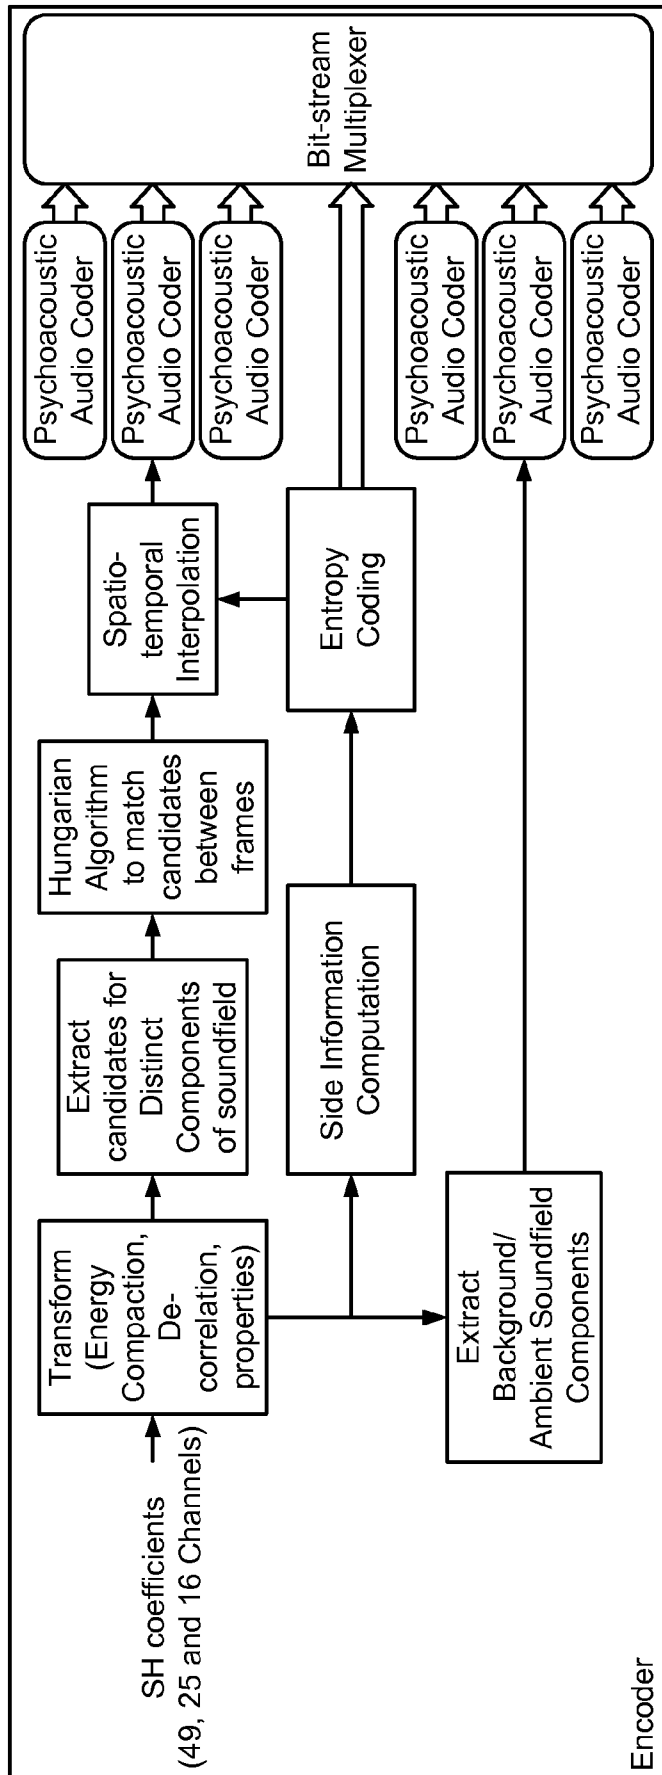 SH coefficients
(49, 25 and 16 Channels)
Transform
(Energy
Compaction,
De-
correlation,
properties)
Extract
candidates for
Distinct
Components
of soundfield
Hungarian
Algorithm
to match
candidates
between
frames
Spatio-
temporal
Interpolation
Psychoacoustic
Audio Coder
Psychoacoustic
Audio Coder
Psychoacoustic
Audio Coder
Side Information
Computation
Entropy
Coding
Bit-stream
Multiplexer
Extract
Background/
Ambient Soundfield
Components
Psychoacoustic
Audio Coder
Psychoacoustic
Audio Coder
Psychoacoustic
Audio Coder
Encoder